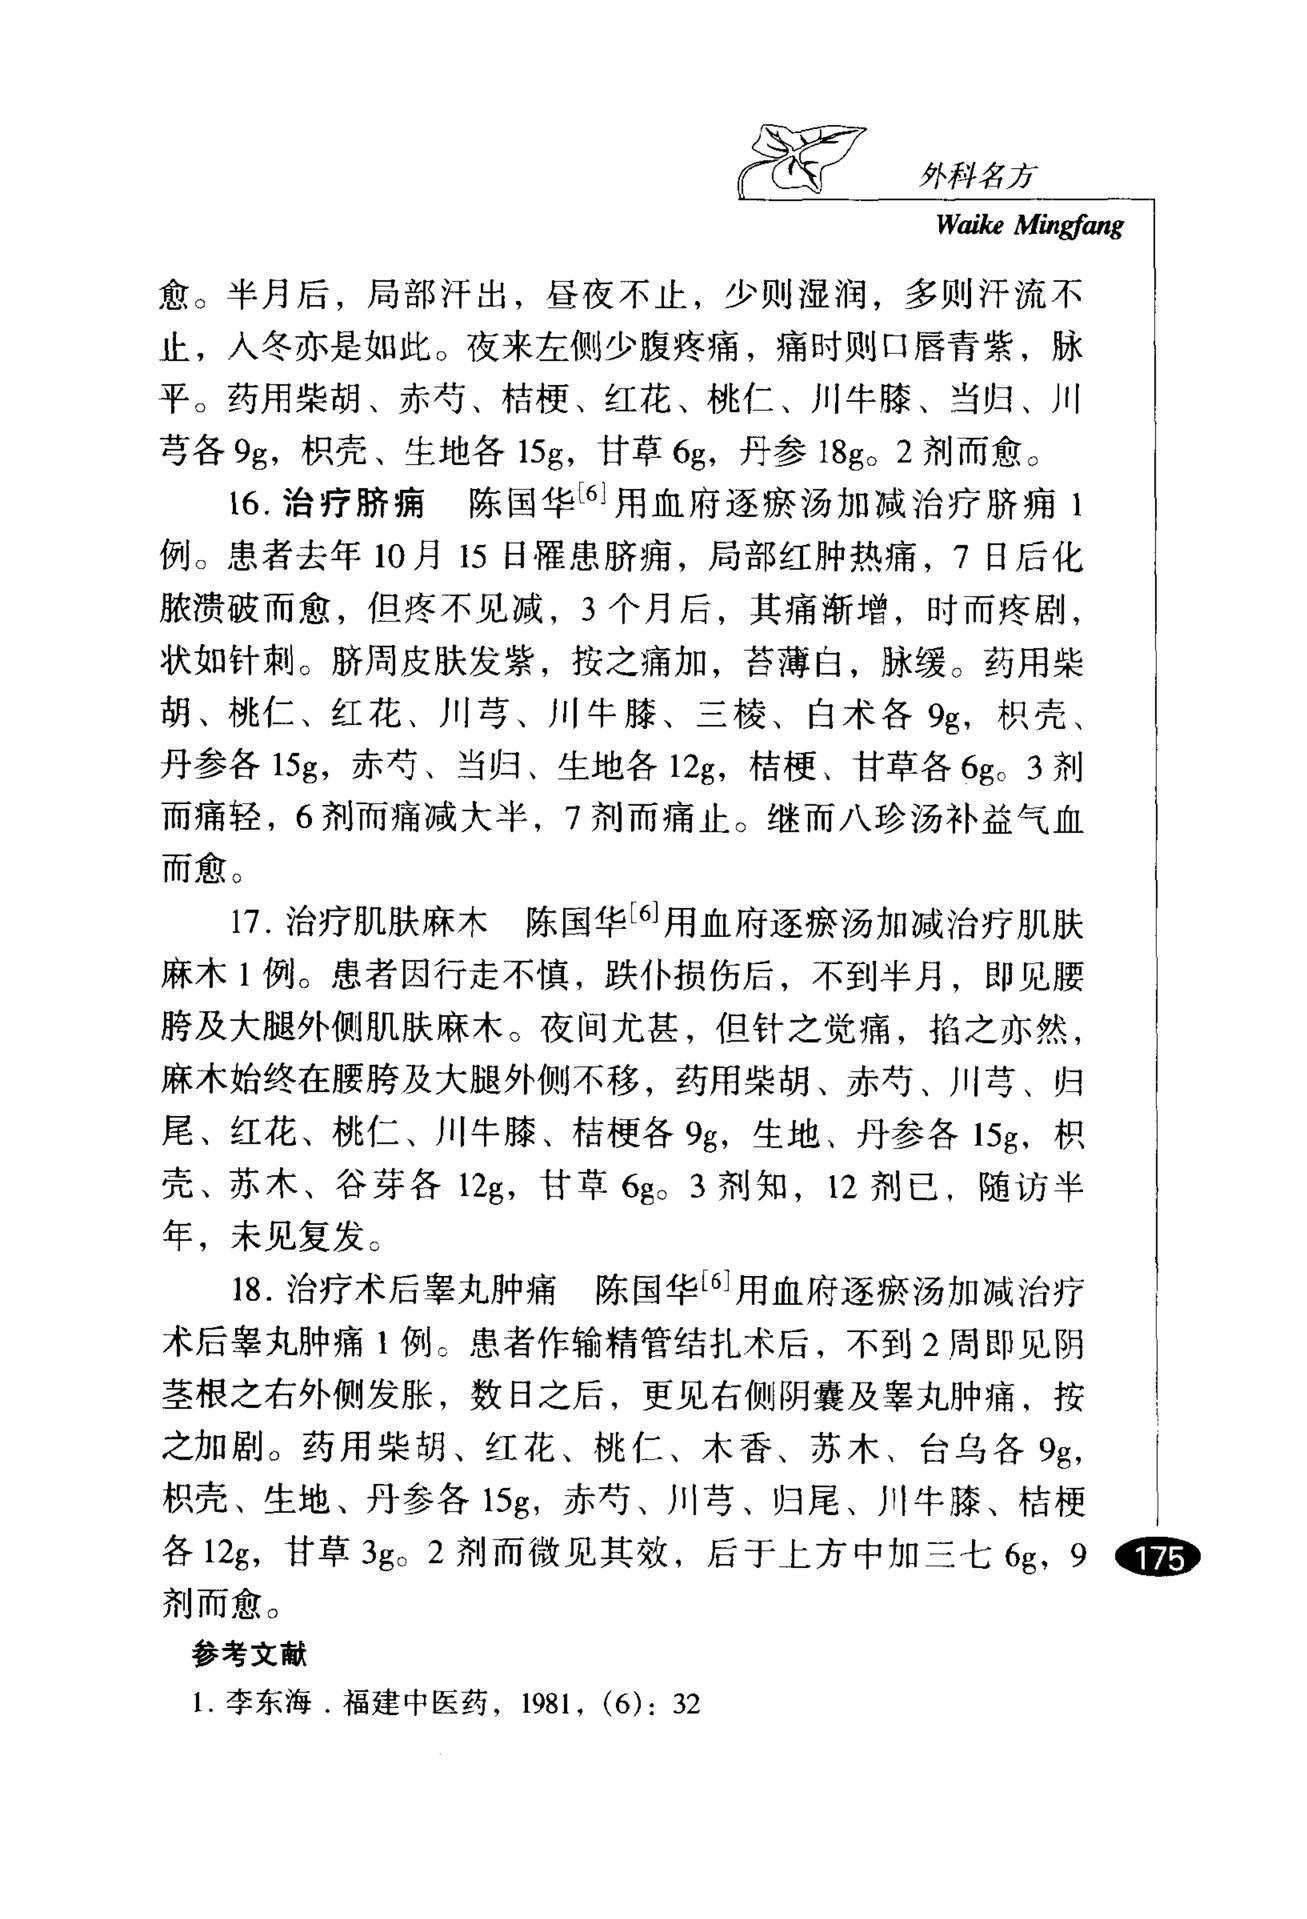 外科名方
Waike Mingfang
愈。半月后，局部汗出，昼夜不止，少则湿润，多则汗流不
止，入冬亦是如此。夜来左侧少腹疼痛，痛时则口唇青紫，脉
平。药用柴胡、赤芍、桔梗、红花、桃仁、川牛膝、当归、川
芎各 9g，枳壳、生地各 15g，甘草 6g，丹参 18g。2 剂而愈。
16. 治疗脐痈　陈国华[6]用血府逐瘀汤加减治疗脐痈 1
例。患者去年 10 月 15 日罹患脐痈，局部红肿热痛，7 日后化
脓溃破而愈，但疼不见减，3 个月后，其痛渐增，时而疼剧，
状如针刺。脐周皮肤发紫，按之痛加，苔薄白，脉缓。药用柴
胡、桃仁、红花、川芎、川牛膝、三棱、白术各 9g，枳壳、
丹参各 15g，赤芍、当归、生地各 12g，桔梗、甘草各 6g。3 剂
而痛轻，6 剂而痛减大半，7 剂而痛止。继而八珍汤补益气血
而愈。
17. 治疗肌肤麻木　陈国华[6]用血府逐瘀汤加减治疗肌肤
麻木 1 例。患者因行走不慎，跌仆损伤后，不到半月，即见腰
胯及大腿外侧肌肤麻木。夜间尤甚，但针之觉痛，掐之亦然，
麻木始终在腰胯及大腿外侧不移，药用柴胡、赤芍、川芎、归
尾、红花、桃仁、川牛膝、桔梗各 9g，生地、丹参各 15g，枳
壳、苏木、谷芽各 12g，甘草 6g。3 剂知，12 剂已，随访半
年，未见复发。
18. 治疗术后睾丸肿痛　陈国华[6]用血府逐瘀汤加减治疗
术后睾丸肿痛 1 例。患者作输精管结扎术后，不到 2 周即见阴
茎根之右外侧发胀，数日之后，更见右侧阴囊及睾丸肿痛，按
之加剧。药用柴胡、红花、桃仁、木香、苏木、台乌各 9g，
枳壳、生地、丹参各 15g，赤芍、川芎、归尾、川牛膝、桔梗
各 12g，甘草 3g。2 剂而微见其效，后于上方中加三七 6g，9
剂而愈。
175
参考文献
1. 李东海．福建中医药，1981，(6)：32